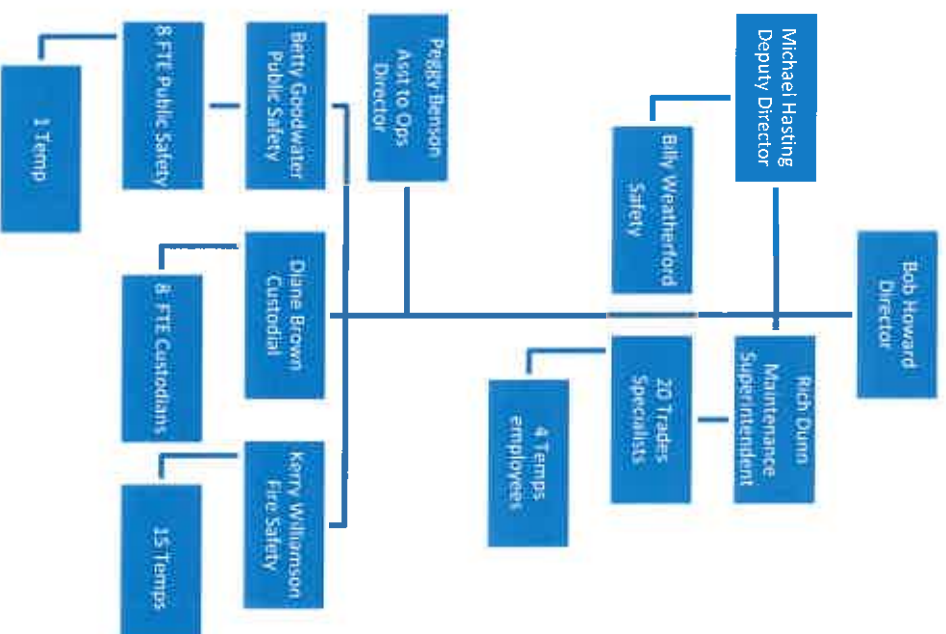 Bob Howard
Director
Michael Hasting
Deputy Director
Rich Dunn
Maintenance
Superintendent
Billy Weatherford
Safety
20 Trades
Specialists
4 Temps
employees
Peggy Benson
Asst to Ops
Director
Betty Goodwater
Public Safety
Diane Brown
Custodial
Kerry Williamson
Fire Safety
8 FTE Public Safety
8 FTE Custodians
15 Temps
1 Temp